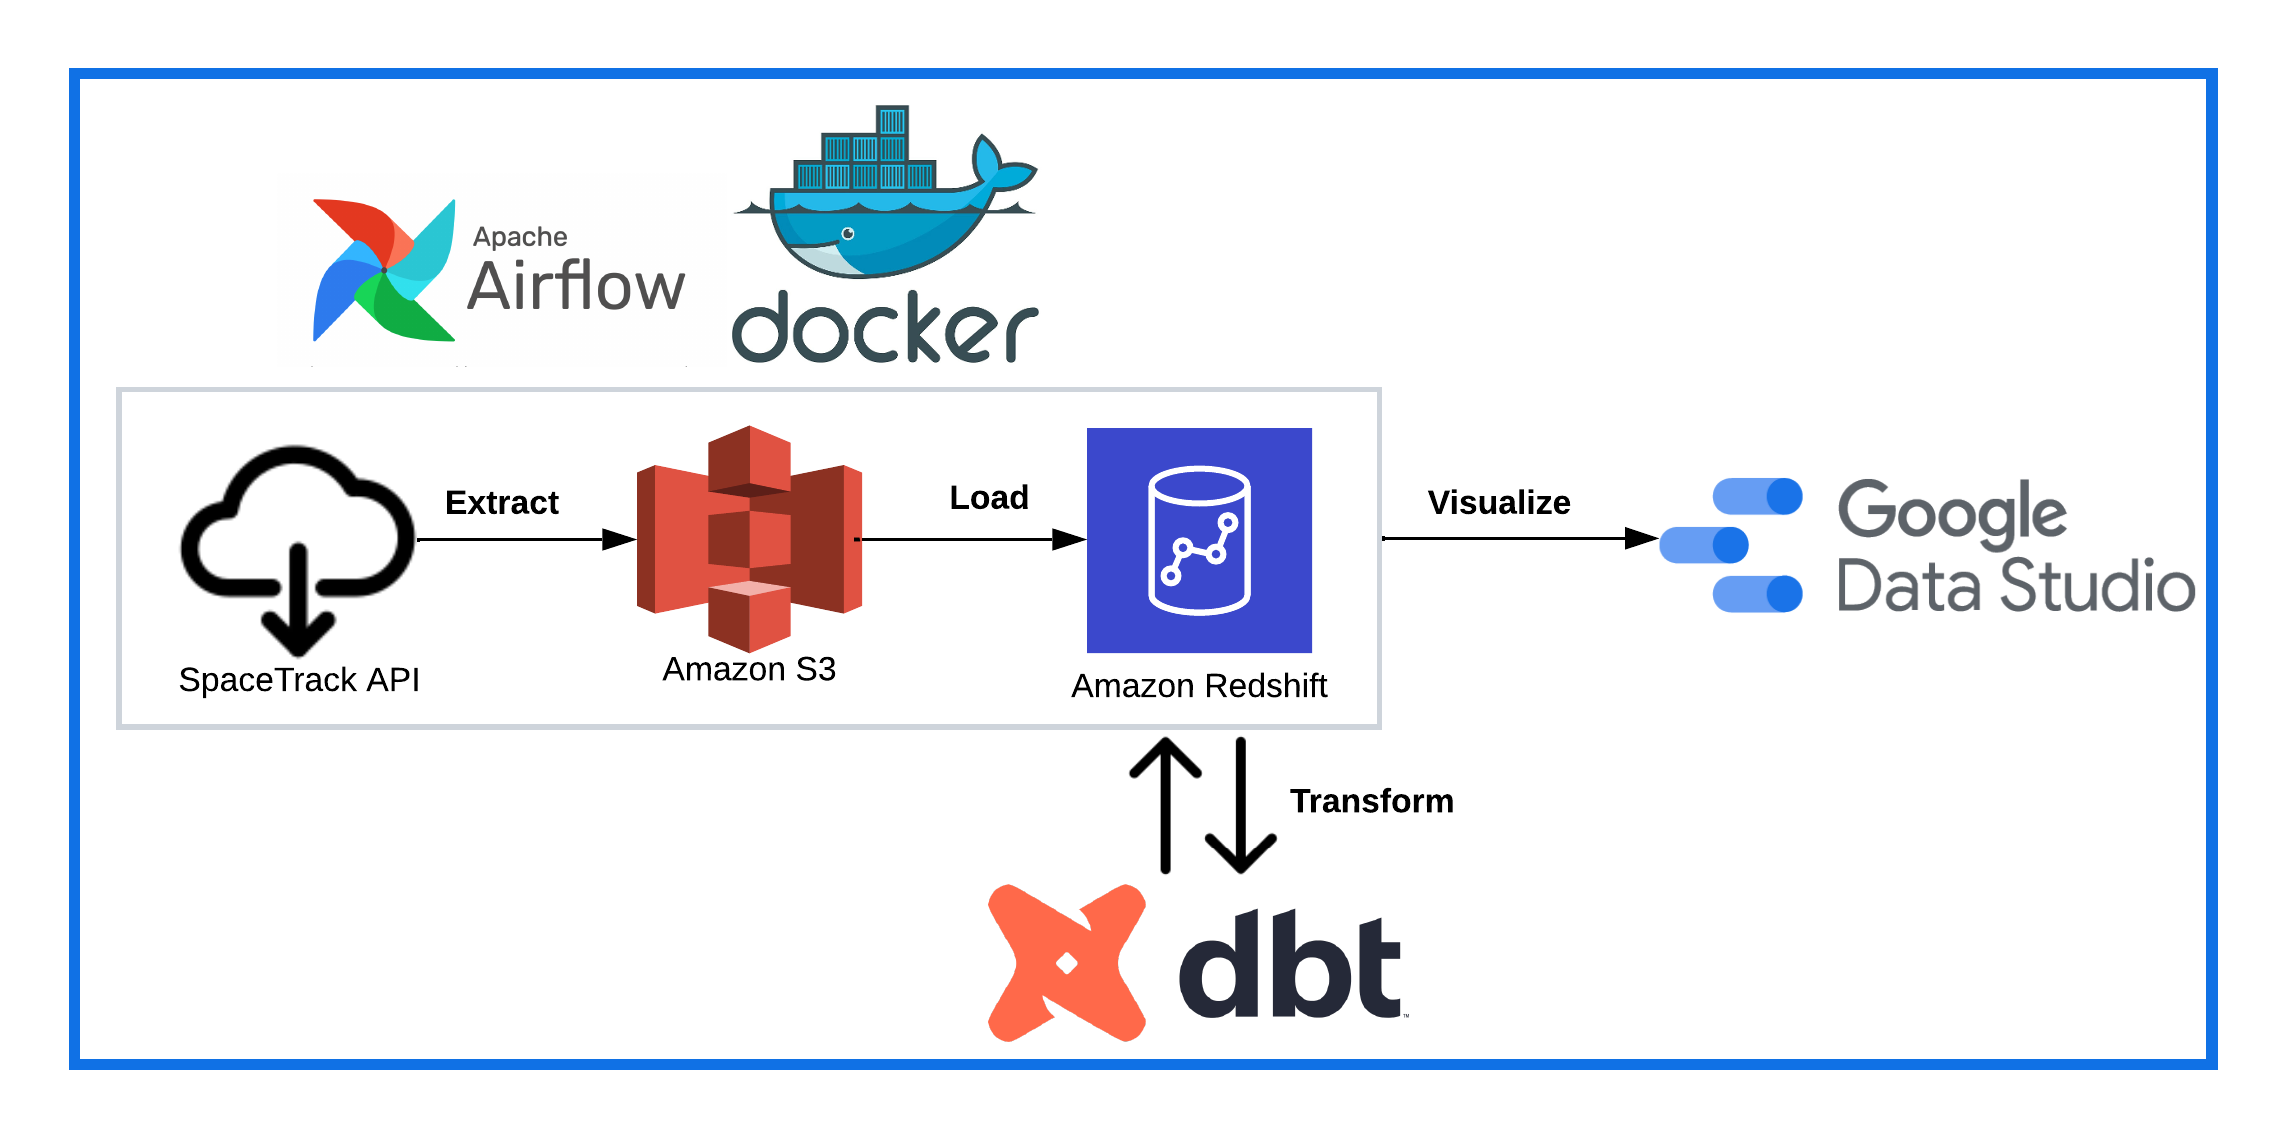 Apache
Airflow
docker
Extract
Load
Visualize
Google
Data Studio
SpaceTrack API
Amazon S3
Amazon Redshift
Transform
dbt